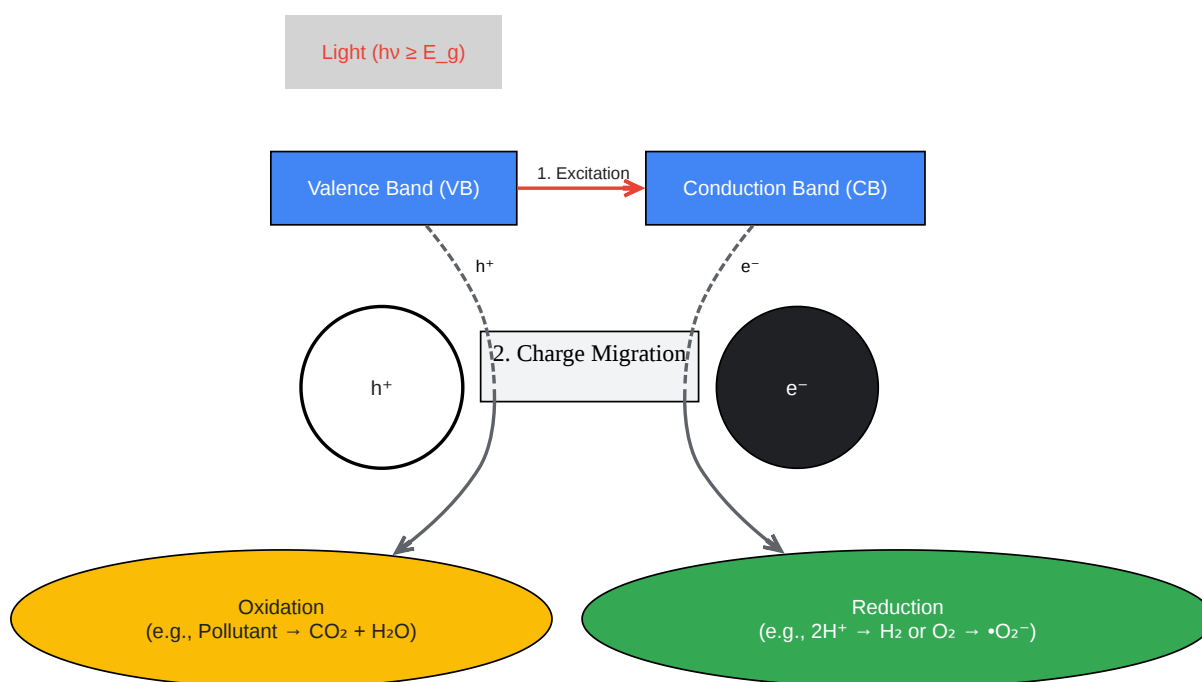 Light (hν ≥ E_g)
Valence Band (VB)
1. Excitation
Conduction Band (CB)
h⁺
e⁻
h⁺
2. Charge Migration
e⁻
Oxidation
(e.g., Pollutant → CO₂ + H₂O)
Reduction
(e.g., 2H⁺ → H₂ or O₂ → •O₂⁻)